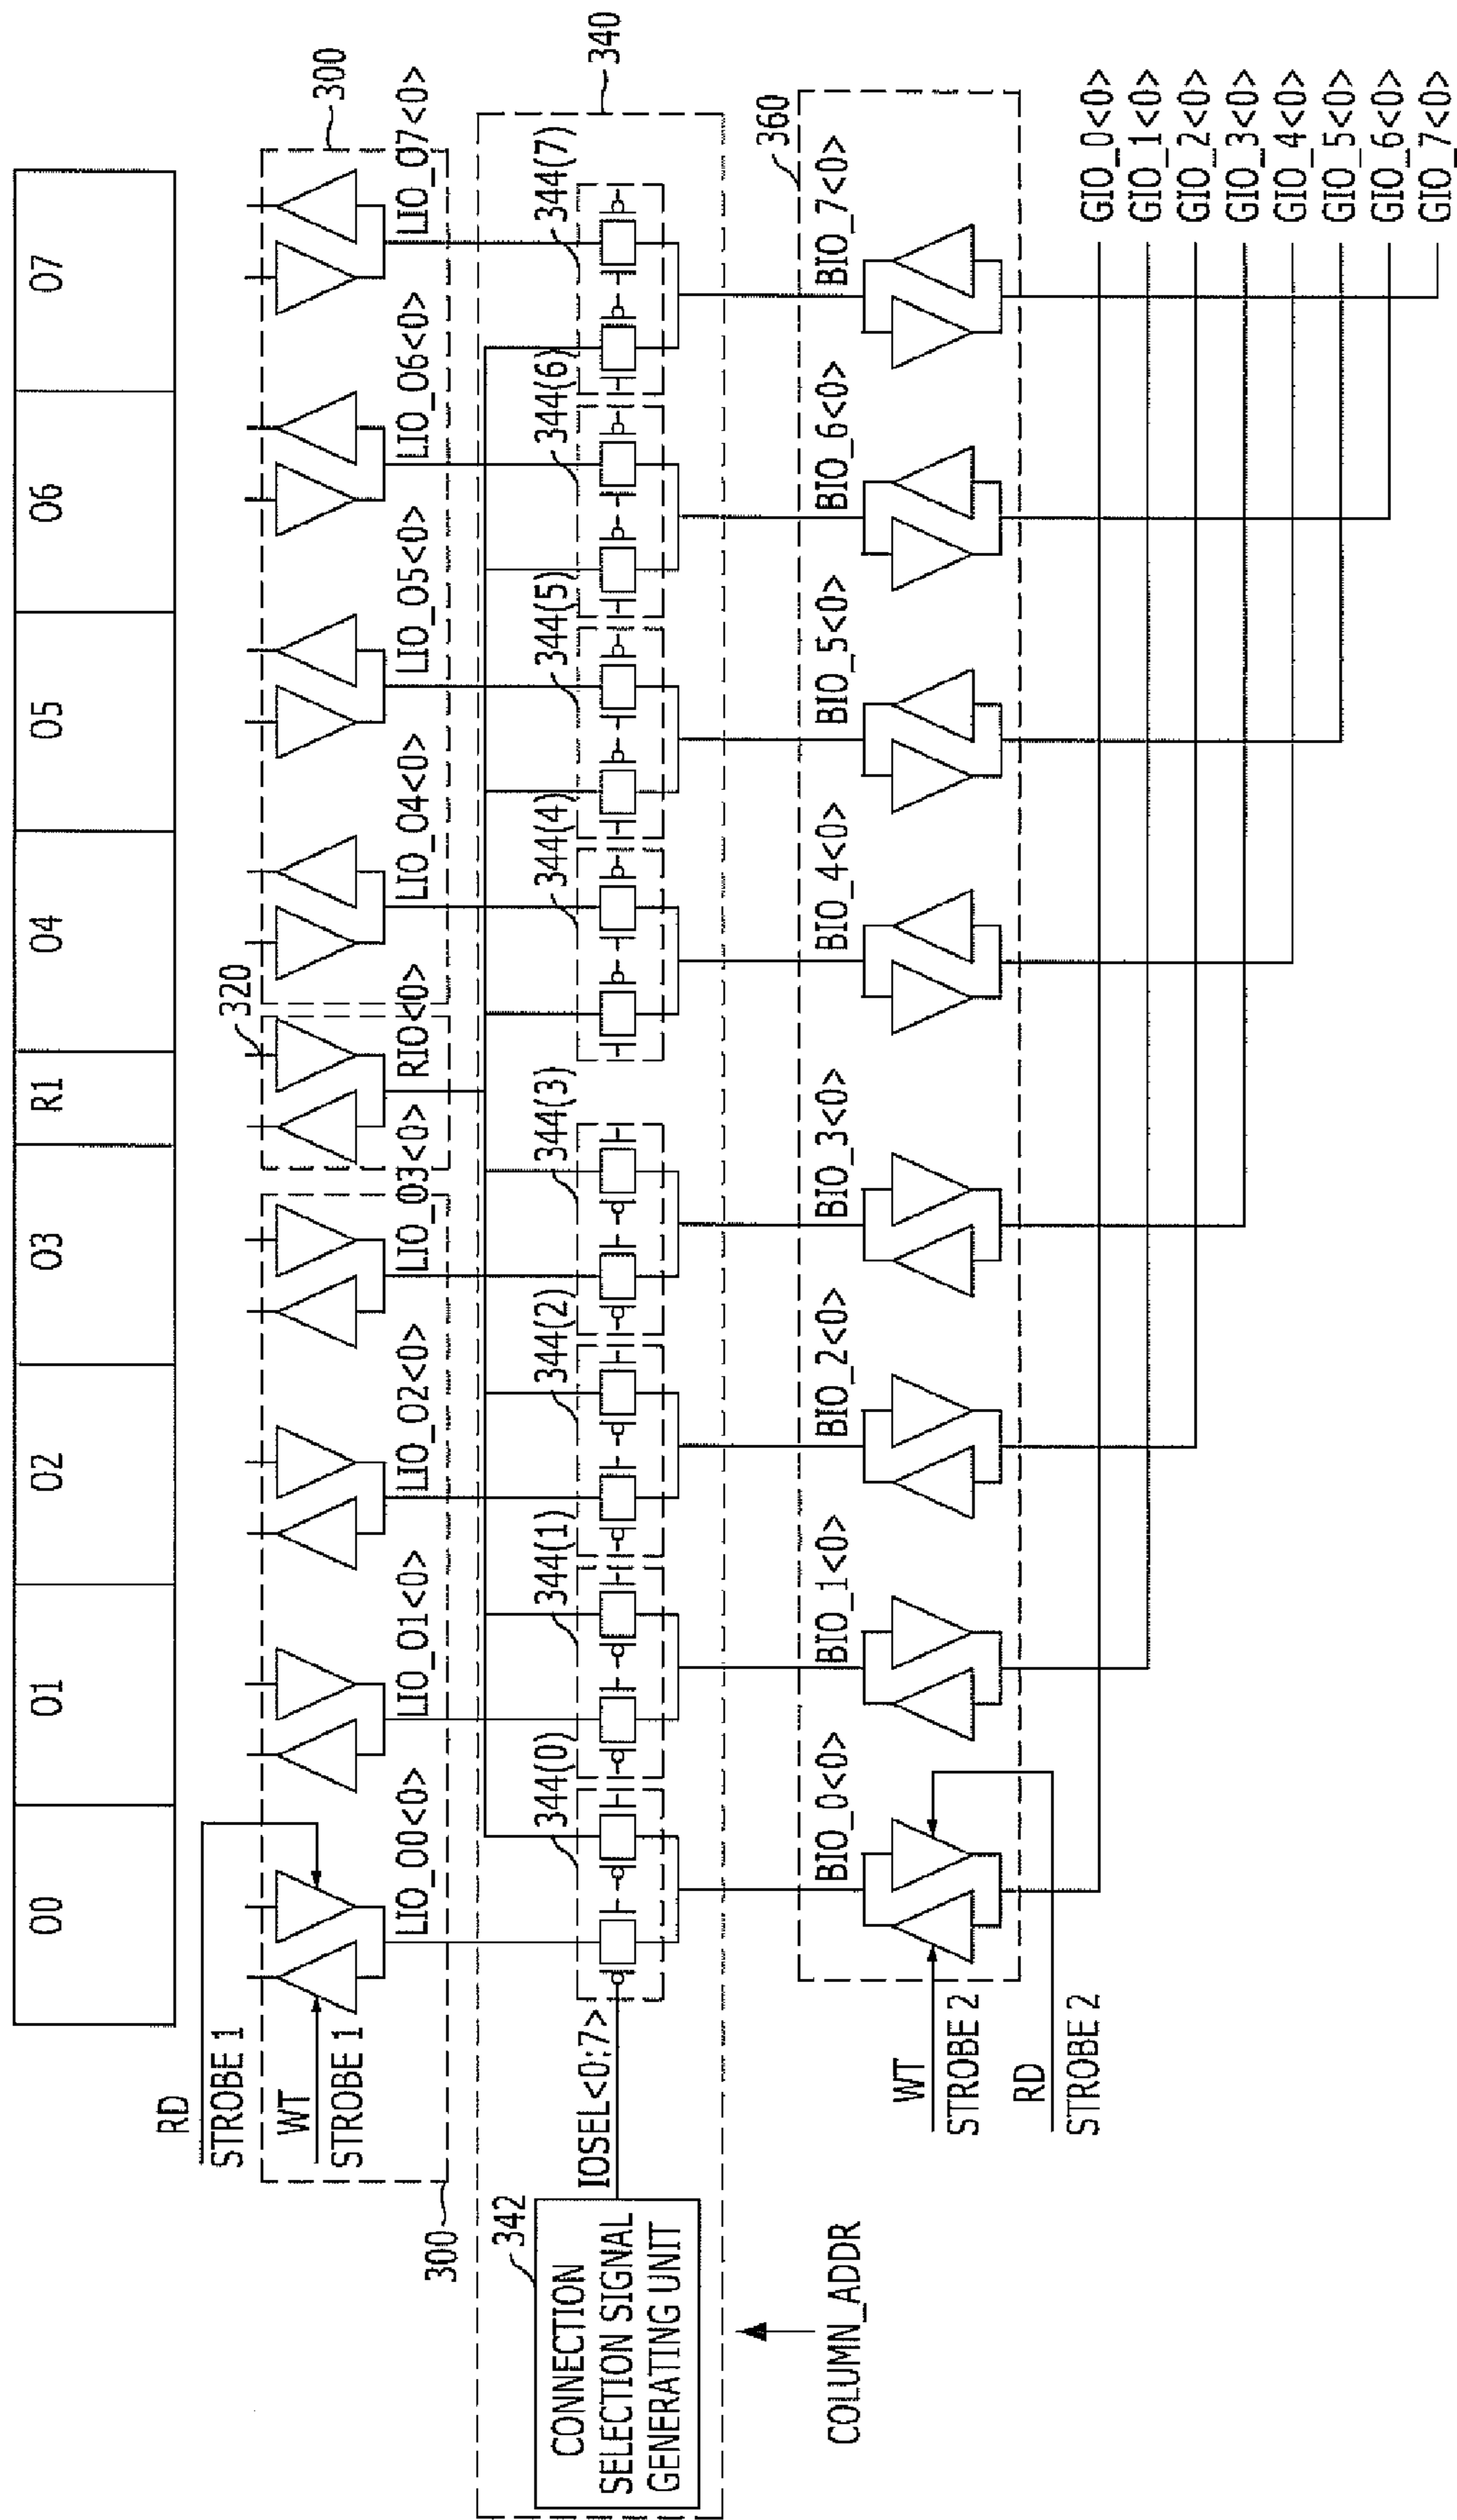 O0
O1
O2
O3
R1
O4
O5
O6
O7
RD
STROBE 1
WT
STROBE 1
300
320
300
LIO_O0<0>
LIO_O1<0>
LIO_O2<0>
LIO_O3<0>
RIO<0>
LIO_O4<0>
LIO_O5<0>
LIO_O6<0>
LIO_O7<0>
340
342
CONNECTION
SELECTION SIGNAL
GENERATING UNIT
IOSEL<0:7>
344(0)
344(1)
344(2)
344(3)
344(4)
344(5)
344(6)
344(7)
COLUMN_ADDR
360
BIO_0<0>
BIO_1<0>
BIO_2<0>
BIO_3<0>
BIO_4<0>
BIO_5<0>
BIO_6<0>
BIO_7<0>
WT
STROBE 2
RD
STROBE 2
GIO_0<0>
GIO_1<0>
GIO_2<0>
GIO_3<0>
GIO_4<0>
GIO_5<0>
GIO_6<0>
GIO_7<0>